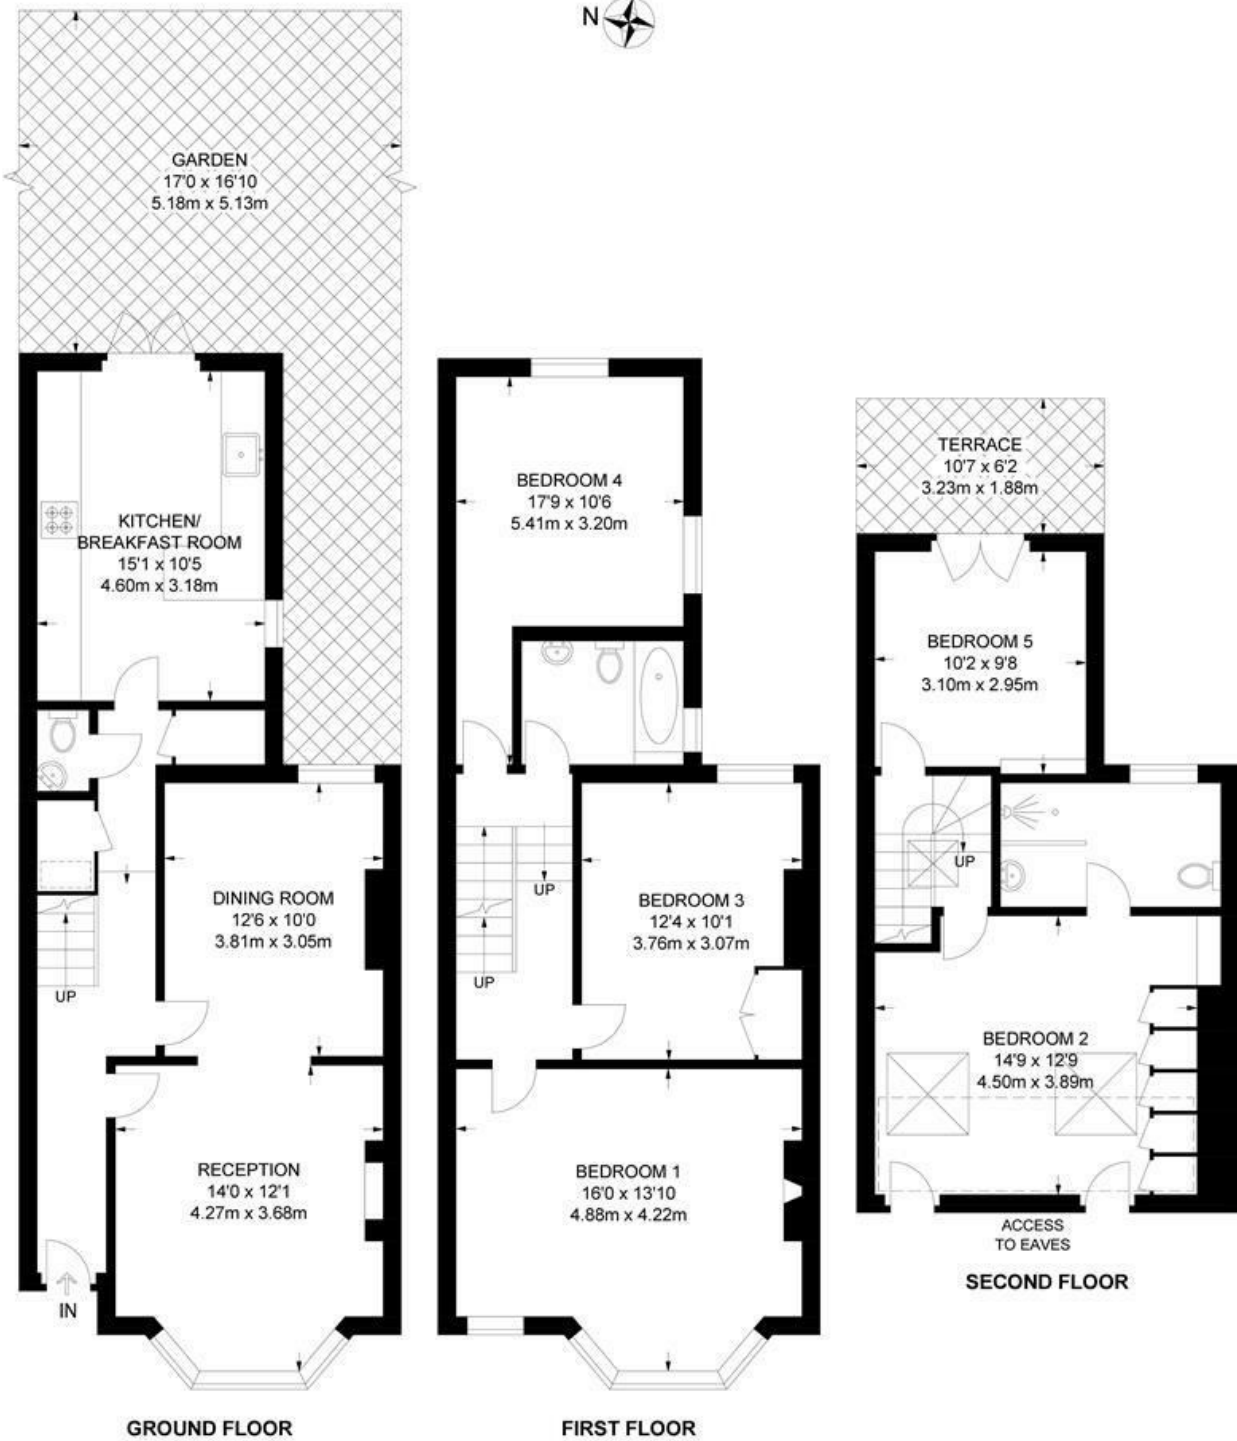 N
GARDEN
17'0 x 16'10
5.18m x 5.13m
KITCHEN/
BREAKFAST ROOM
15'1 x 10'5
4.60m x 3.18m
UP
DINING ROOM
12'6 x 10'0
3.81m x 3.05m
RECEPTION
14'0 x 12'1
4.27m x 3.68m
IN
GROUND FLOOR
BEDROOM 4
17'9 x 10'6
5.41m x 3.20m
UP
UP
BEDROOM 3
12'4 x 10'1
3.76m x 3.07m
BEDROOM 1
16'0 x 13'10
4.88m x 4.22m
FIRST FLOOR
TERRACE
10'7 x 6'2
3.23m x 1.88m
BEDROOM 5
10'2 x 9'8
3.10m x 2.95m
UP
BEDROOM 2
14'9 x 12'9
4.50m x 3.89m
ACCESS
TO EAVES
SECOND FLOOR